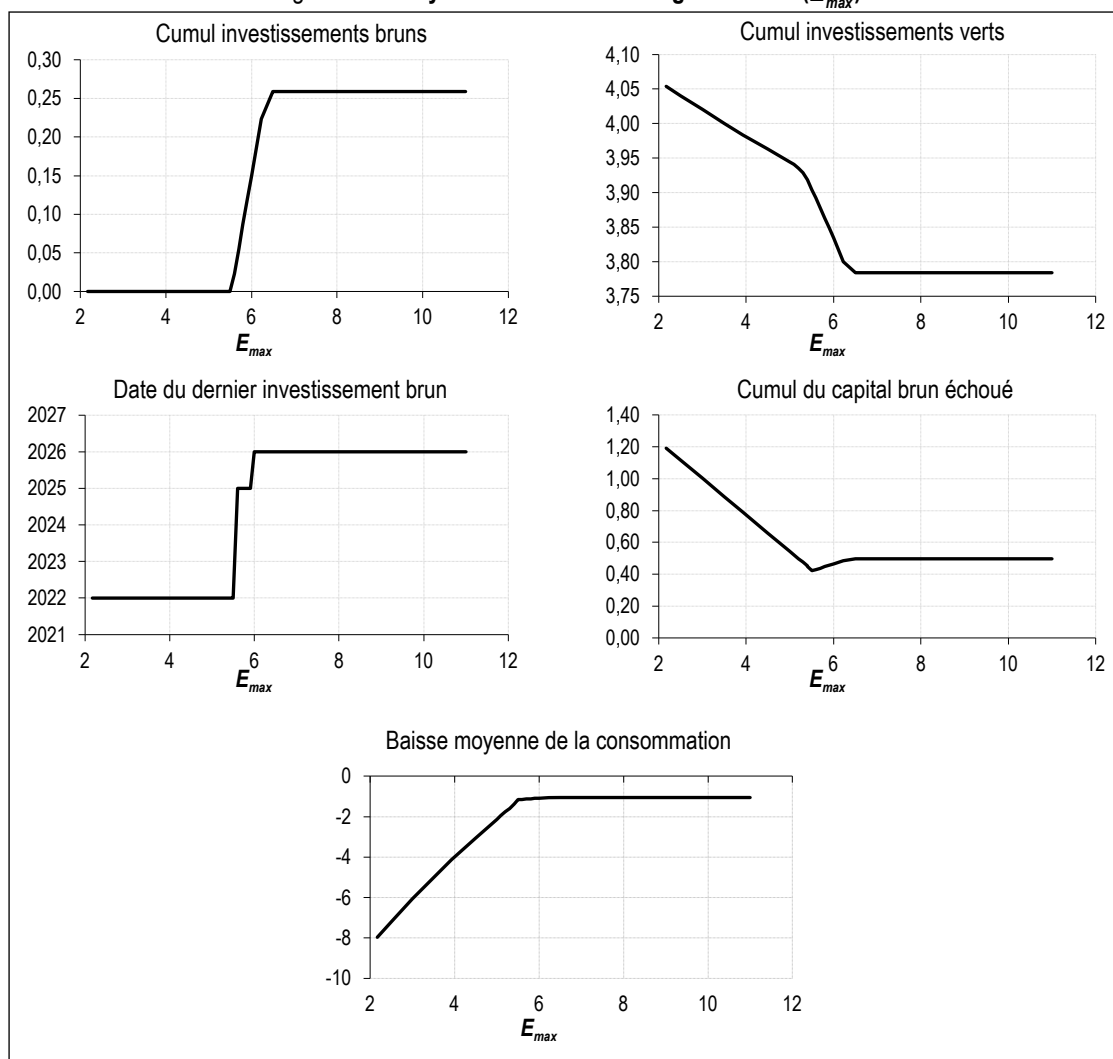 (E_max)
Cumul investissements bruns
0,30
0,25
0,20
0,15
0,10
0,05
0,00
2 4 6 8 10 12
E_max
Cumul investissements verts
4,10
4,05
4,00
3,95
3,90
3,85
3,80
3,75
2 4 6 8 10 12
E_max
Date du dernier investissement brun
2027
2026
2025
2024
2023
2022
2021
2 4 6 8 10 12
E_max
Cumul du capital brun échoué
1,40
1,20
1,00
0,80
0,60
0,40
0,20
0,00
2 4 6 8 10 12
E_max
Baisse moyenne de la consommation
0
-2
-4
-6
-8
-10
2 4 6 8 10 12
E_max